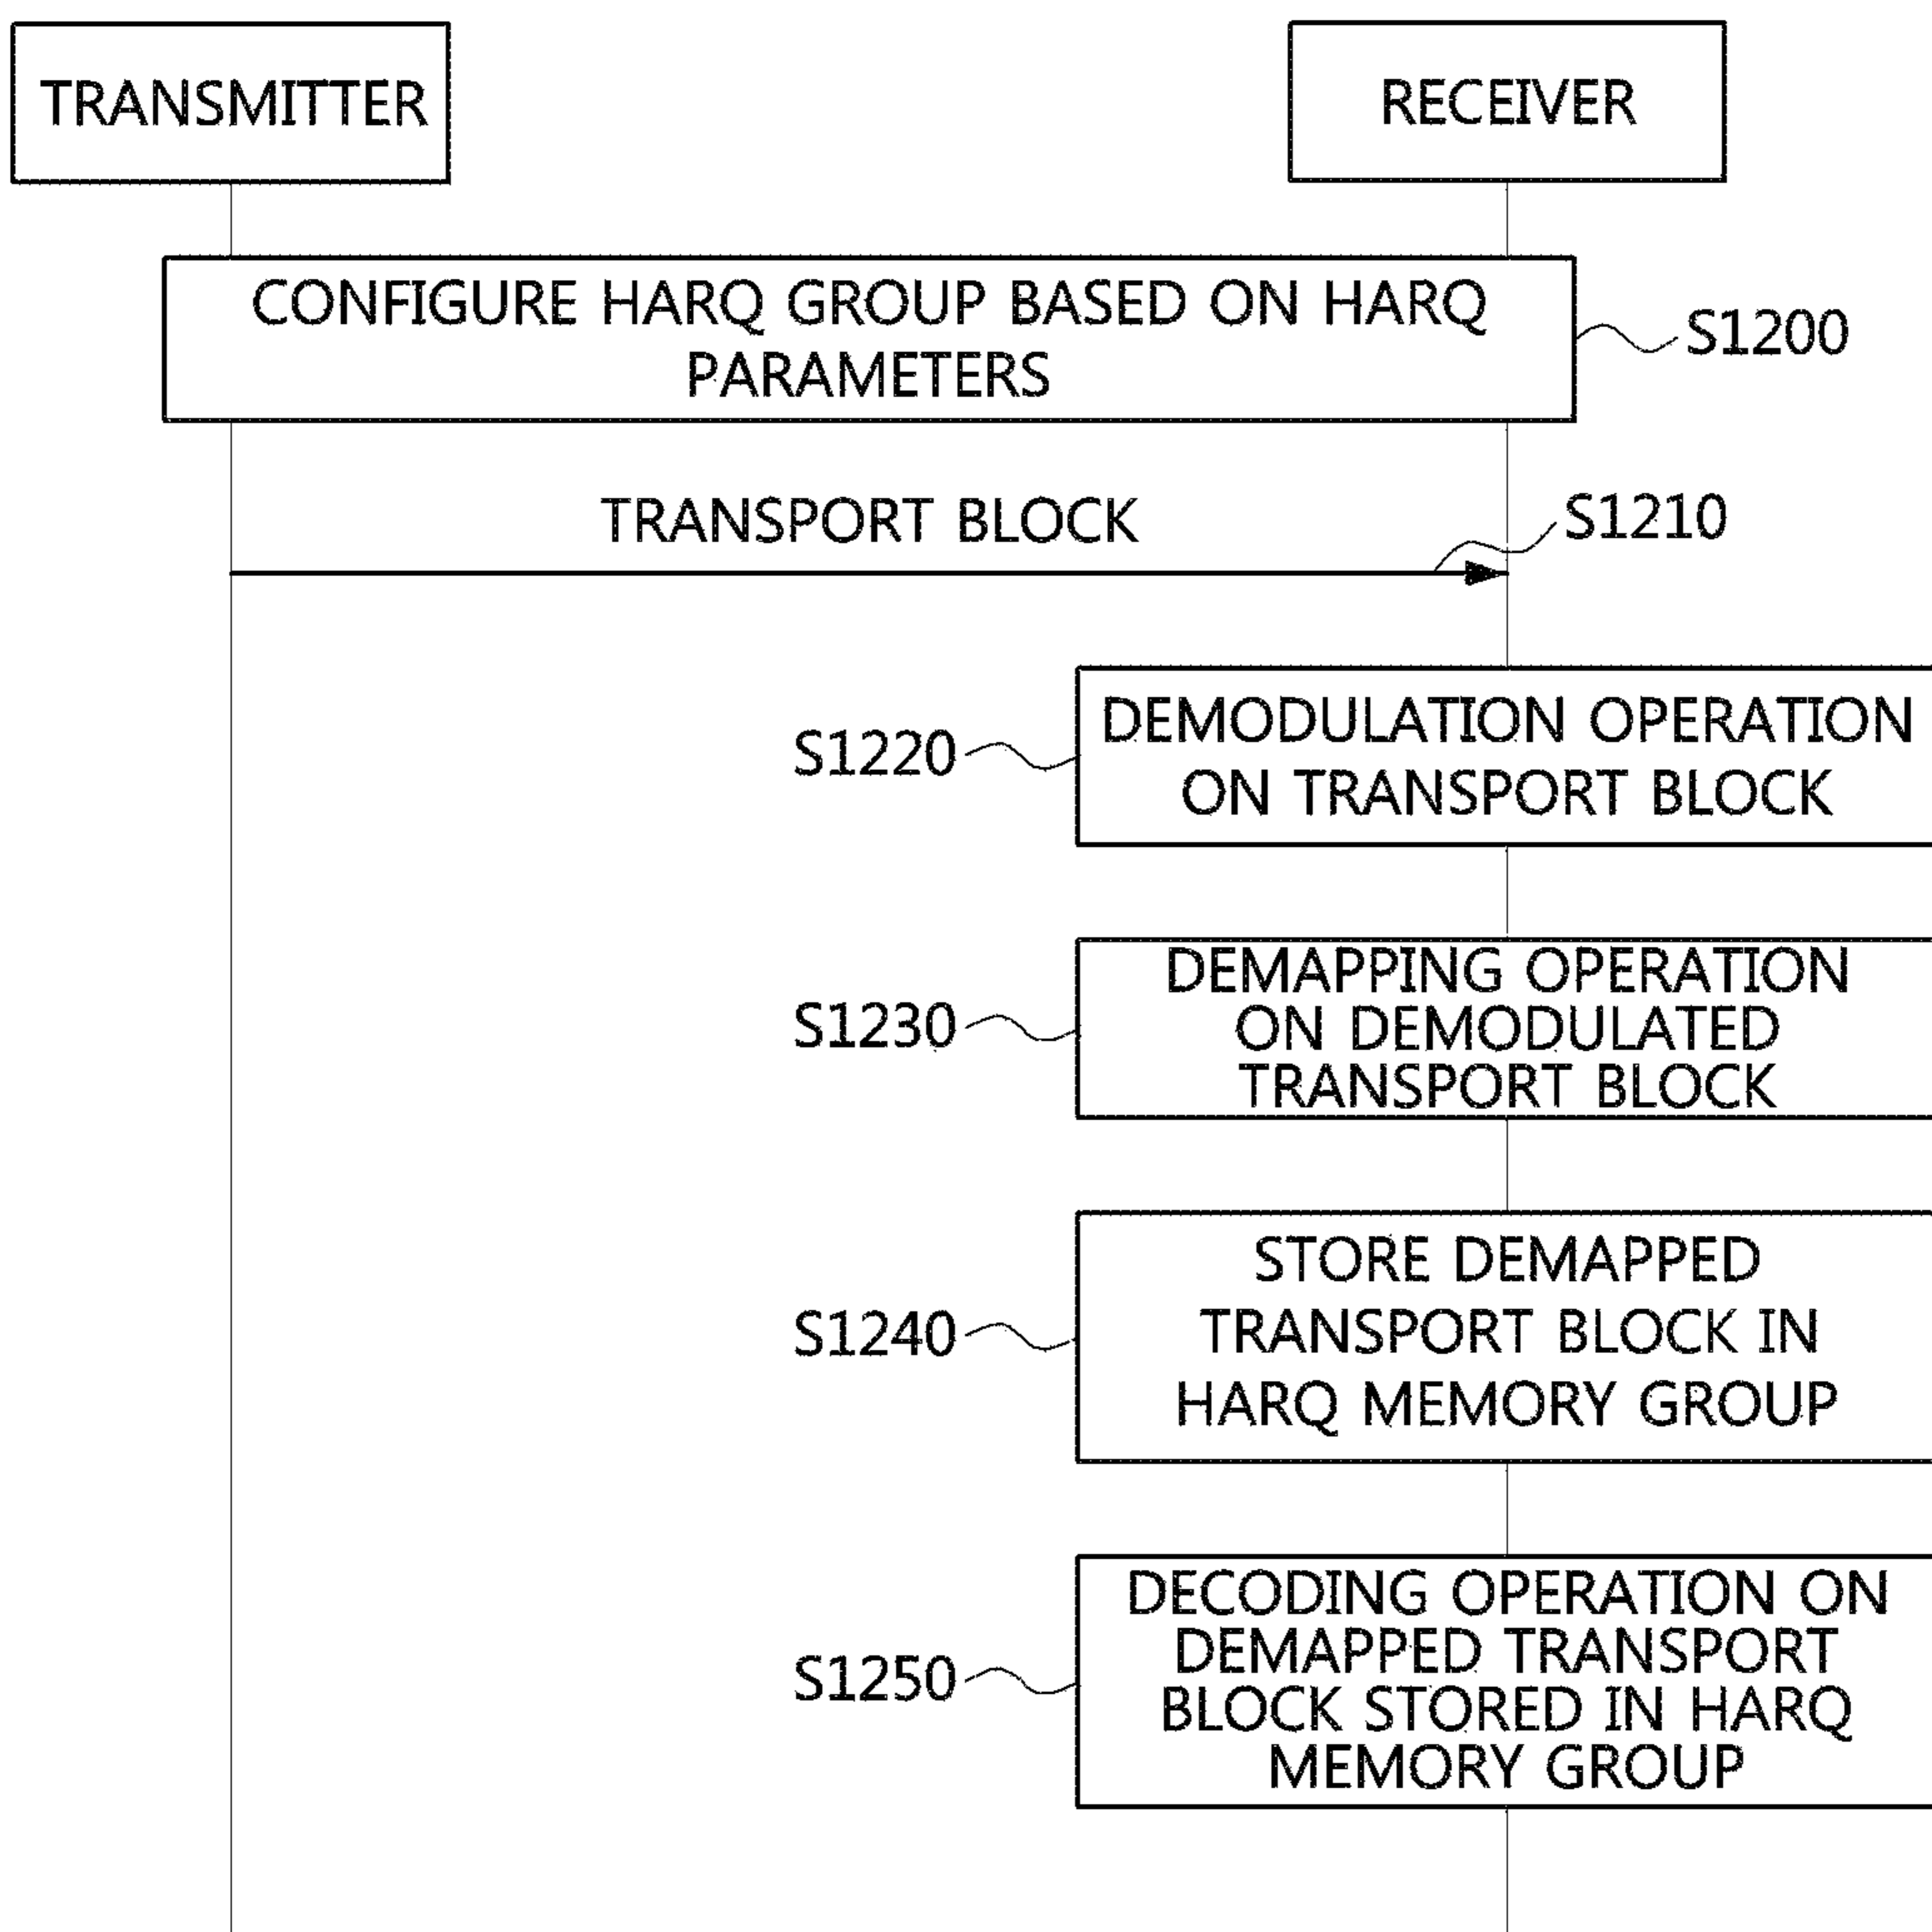 TRANSMITTER
RECEIVER
CONFIGURE HARQ GROUP BASED ON HARQ
PARAMETERS
S1200
TRANSPORT BLOCK
S1210
DEMODULATION OPERATION
ON TRANSPORT BLOCK
S1220
DEMAPPING OPERATION
ON DEMODULATED
TRANSPORT BLOCK
S1230
STORE DEMAPPED
TRANSPORT BLOCK IN
HARQ MEMORY GROUP
S1240
DECODING OPERATION ON
DEMAPPED TRANSPORT
BLOCK STORED IN HARQ
MEMORY GROUP
S1250